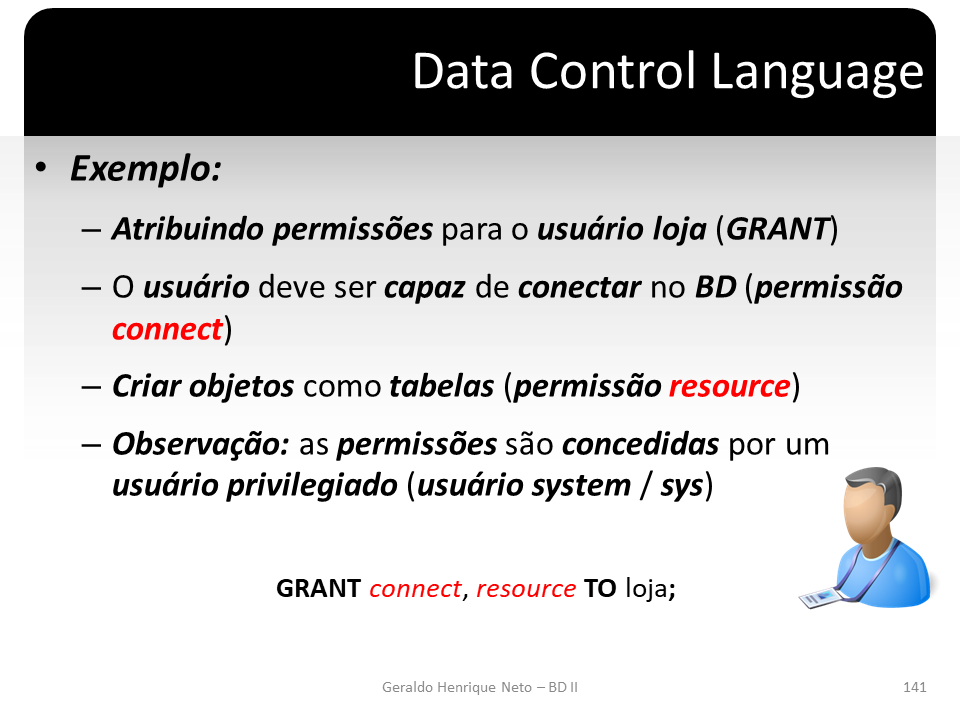 Data Control Language
• Exemplo:
– Atribuindo permissões para o usuário loja (GRANT)
– O usuário deve ser capaz de conectar no BD (permissão
connect)
– Criar objetos como tabelas (permissão resource)
– Observação: as permissões são concedidas por um
usuário privilegiado (usuário system / sys)
GRANT connect, resource TO loja;
Geraldo Henrique Neto – BD II
141